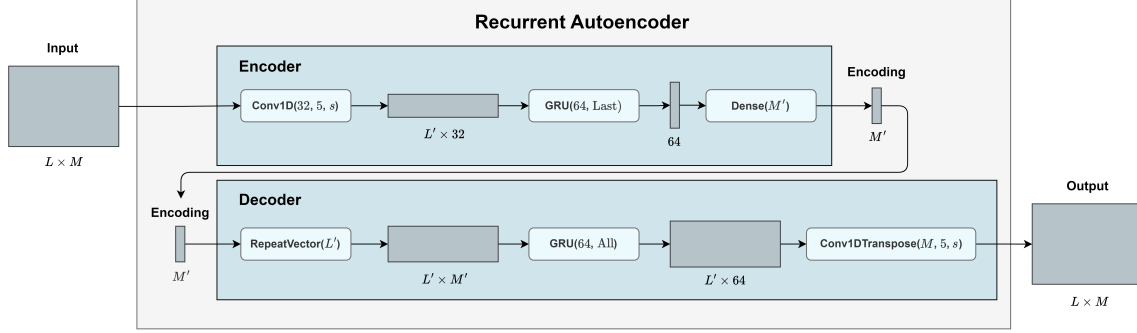 Recurrent Autoencoder
Input
L × M
Encoder
Conv1D(32, 5, s)
L′ × 32
GRU(64, Last)
64
Dense(M′)
Encoding
M′
Encoding
M′
Decoder
RepeatVector(L′)
L′ × M′
GRU(64, All)
L′ × 64
Conv1DTranspose(M, 5, s)
Output
L × M